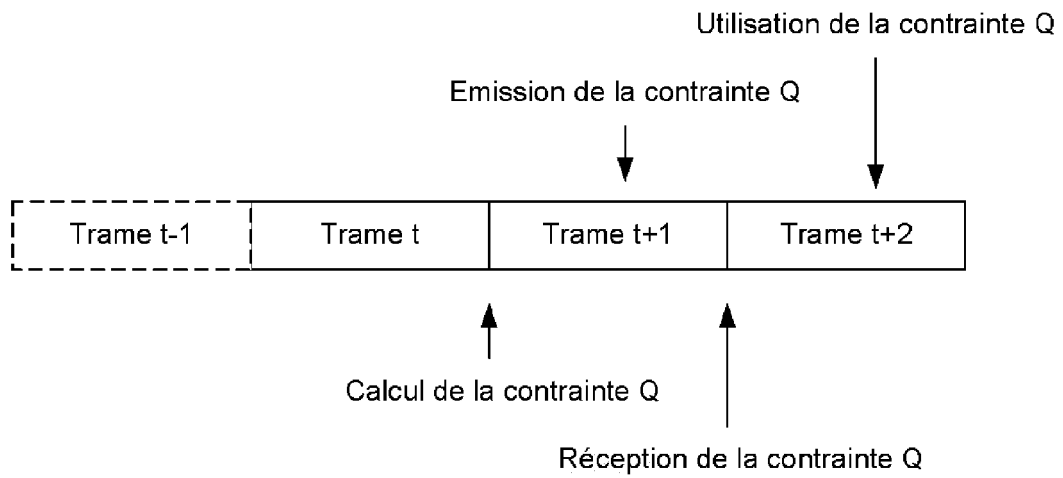 Utilisation de la contrainte Q
Emission de la contrainte Q
Trame t-1
Trame t
Trame t+1
Trame t+2
Calcul de la contrainte Q
Réception de la contrainte Q